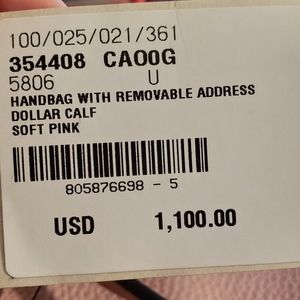 100/025/021/361
354408 CAO0G
5806 U
HANDBAG WITH REMOVABLE ADDRESS
DOLLAR CALF
SOFT PINK
805876698 - 5
USD 1,100.00